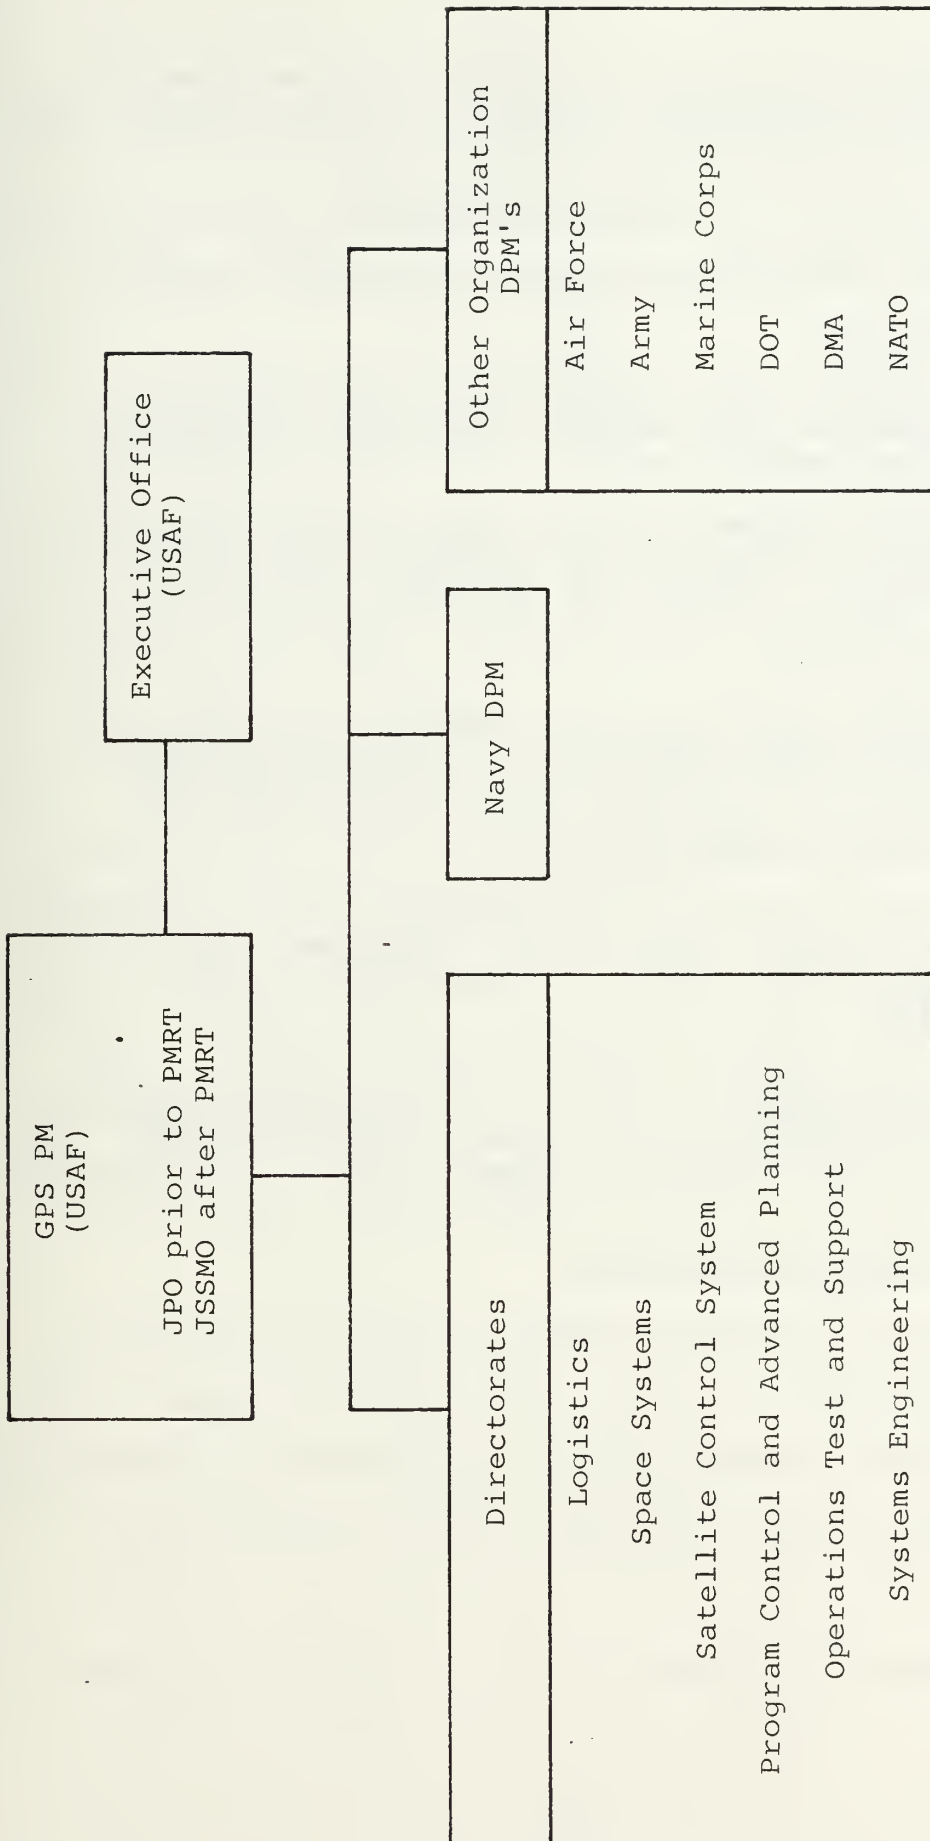 GPS PM
(USAF)
JPO prior to PMRT
JSSMO after PMRT
Executive Office
(USAF)
Directorates
Logistics
Space Systems
Satellite Control System
Program Control and Advanced Planning
Operations Test and Support
Systems Engineering
Navy DPM
Other Organization
DPM's
Air Force
Army
Marine Corps
DOT
DMA
NATO